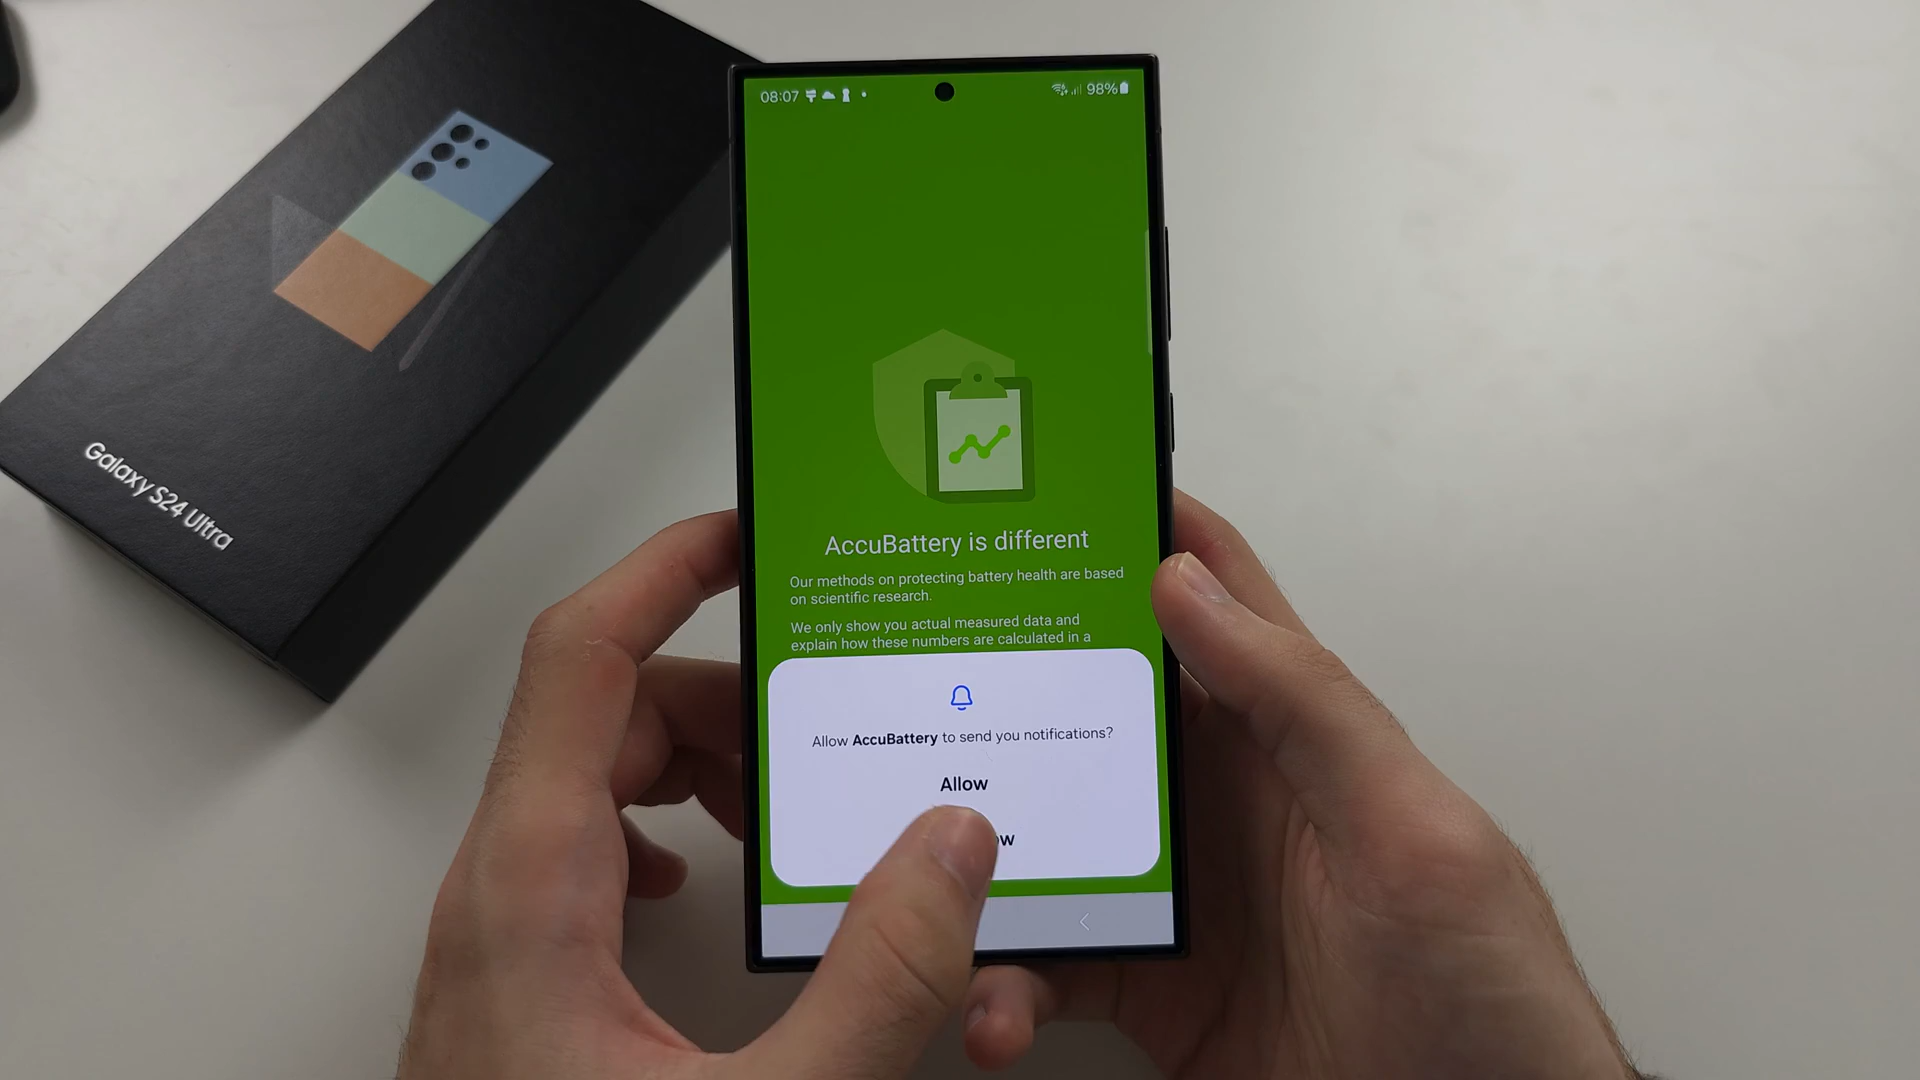 Galaxy S24 Ultra
08:07
98%
AccuBattery is different
Our methods on protecting battery health are based
on scientific research.
We only show you actual measured data and
explain how these numbers are calculated in a
Allow AccuBattery to send you notifications?
Allow